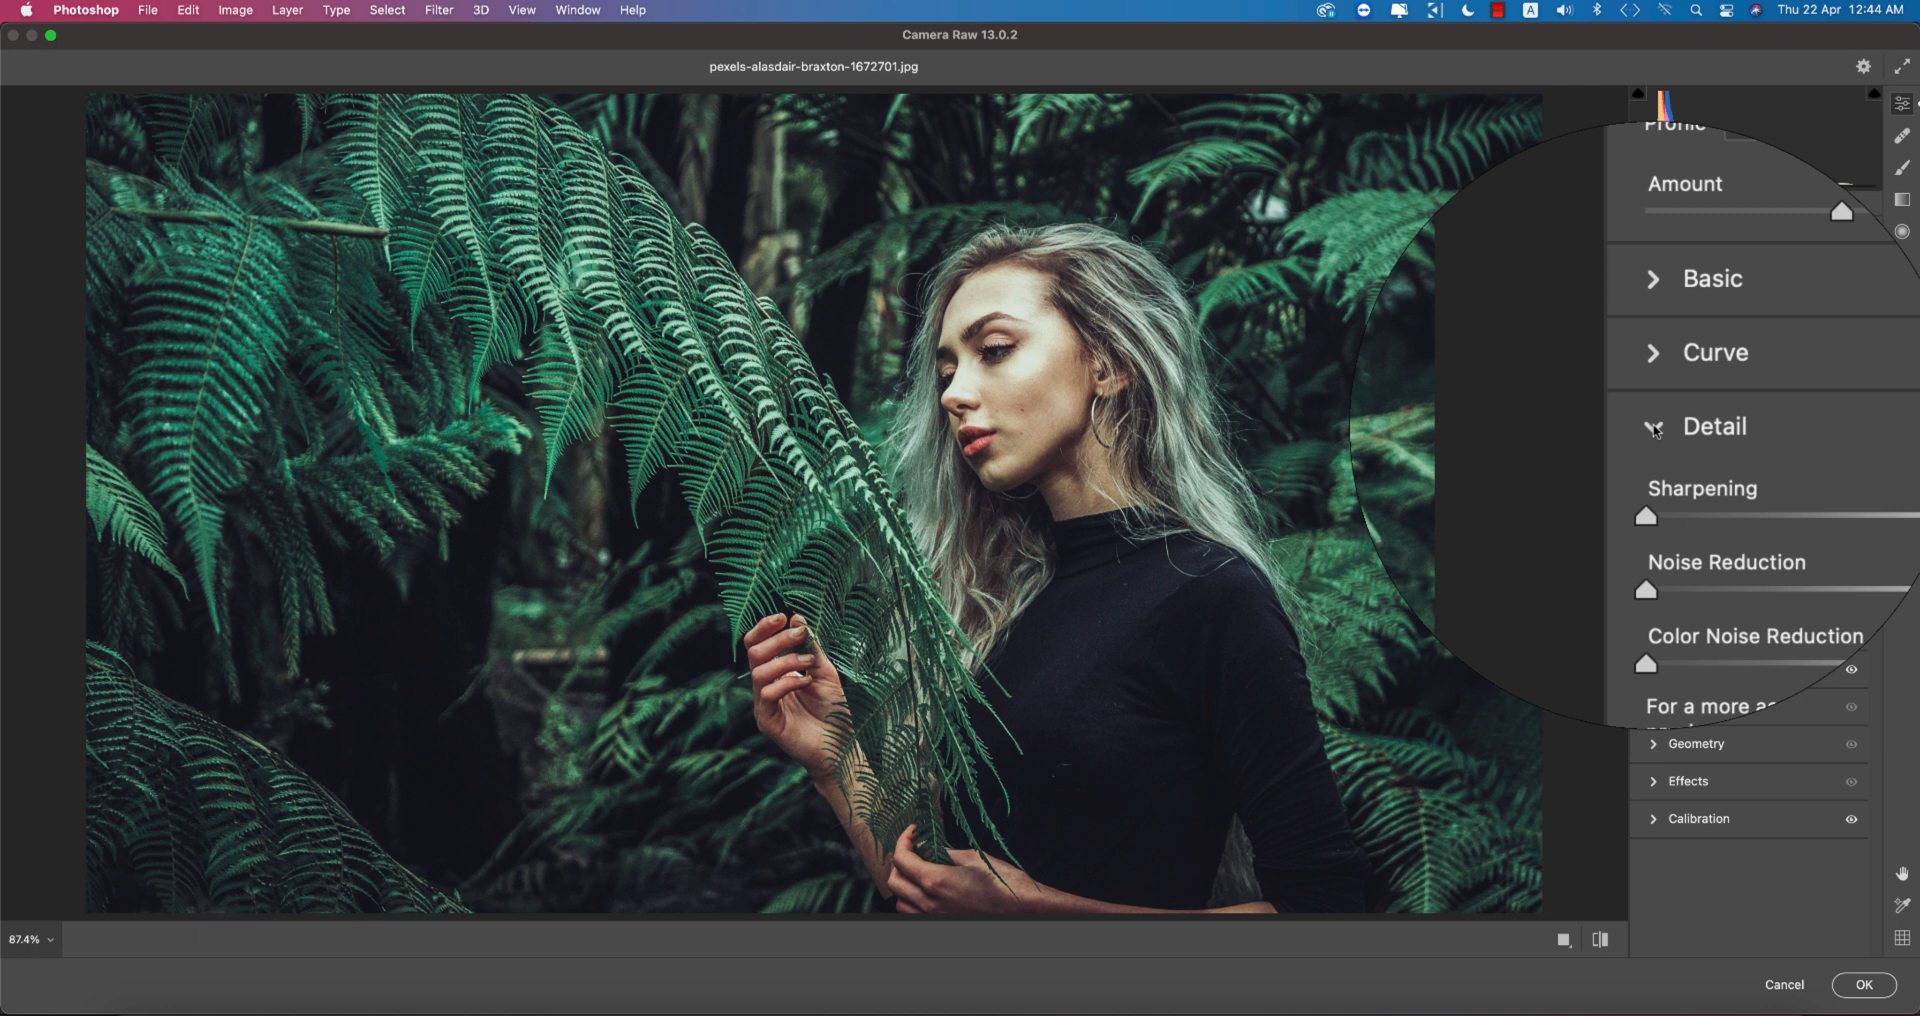 Photoshop File Edit Image Layer Type Select Filter 3D View Window Help A Thu 22 Apr 12:44 AM
Camera Raw 13.0.2
pexels-alasdair-braxton-1672701.jpg
Profile
Amount
Basic
Curve
Detail
Sharpening
Noise Reduction
Color Noise Reduction
For a more
Geometry
Effects
Calibration
87.4%
Cancel OK